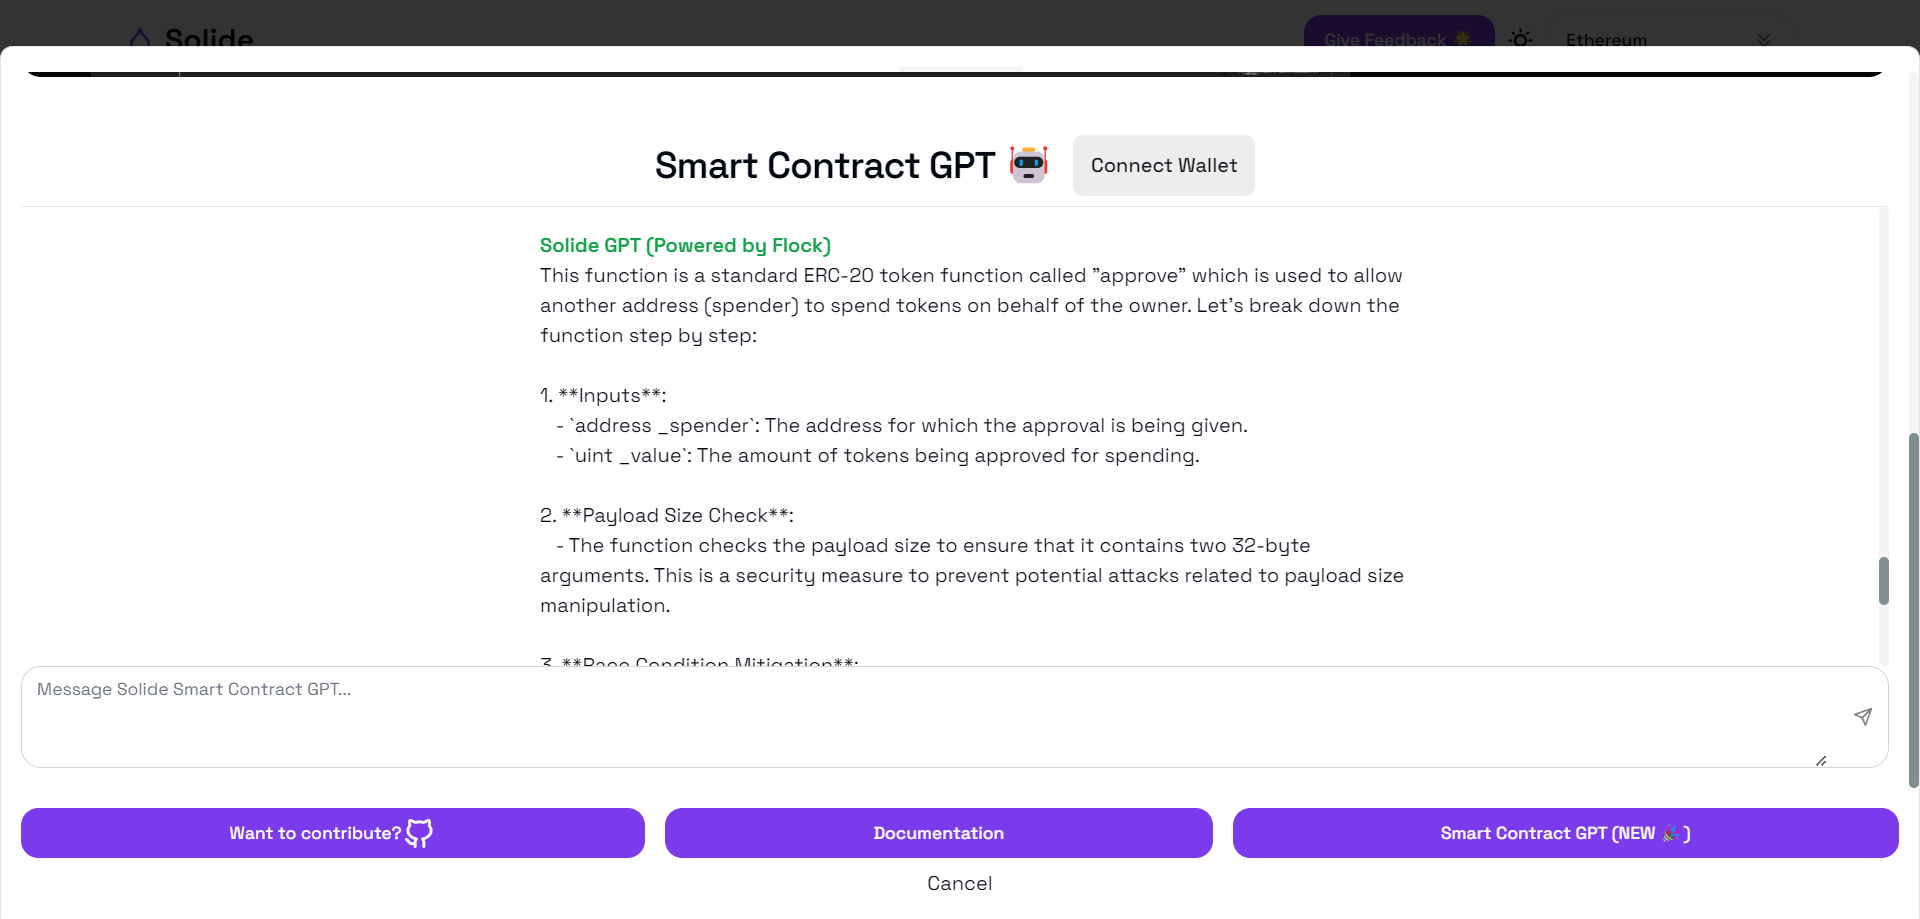 Solide
Give Feedback
Ethereum
Smart Contract GPT
Connect Wallet
Solide GPT (Powered by Flock)
This function is a standard ERC-20 token function called "approve" which is used to allow
another address (spender) to spend tokens on behalf of the owner. Let's break down the
function step by step:
1. **Inputs**:
- `address _spender`: The address for which the approval is being given.
- `uint _value`: The amount of tokens being approved for spending.
2. **Payload Size Check**:
- The function checks the payload size to ensure that it contains two 32-byte
arguments. This is a security measure to prevent potential attacks related to payload size
manipulation.
3. **Race Condition Mitigation**:
Message Solide Smart Contract GPT...
Want to contribute?
Documentation
Smart Contract GPT (NEW 🎉)
Cancel